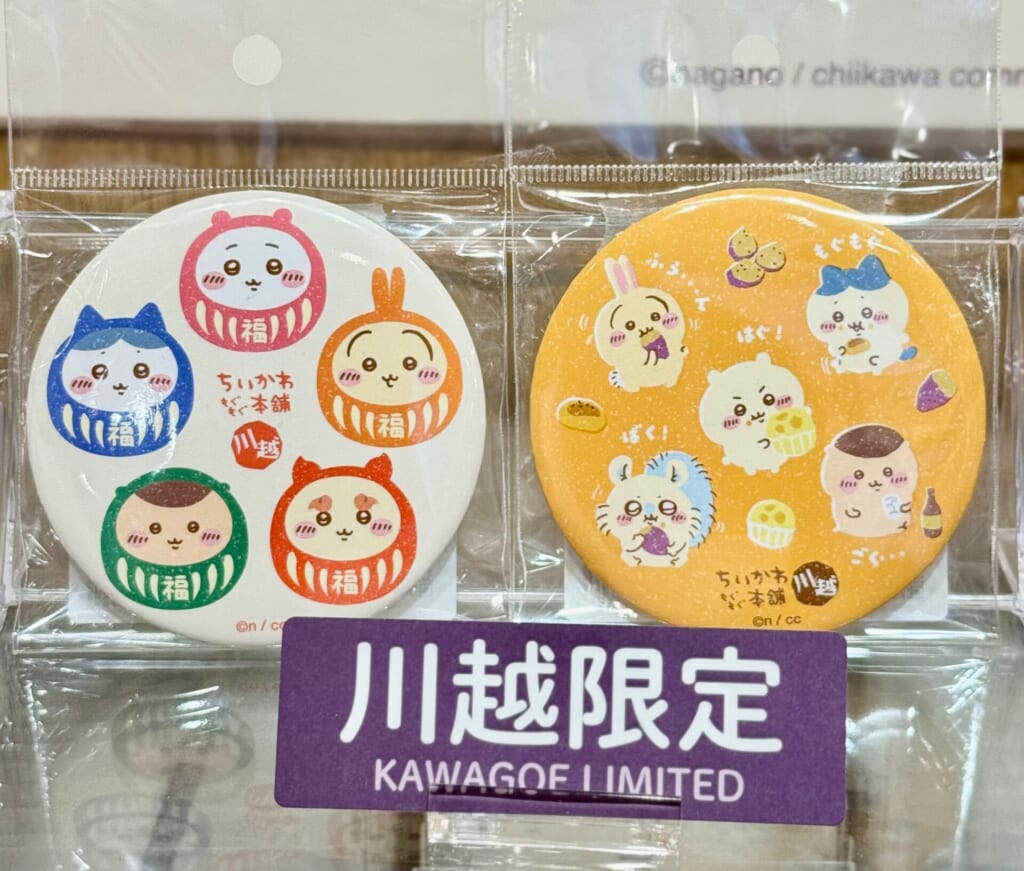 ©nagano / chiikawa com
福
福
福
福
福
ちいかわ
もぐもぐ本舗
川越
©n / cc
ふぅ…て
もぐもぐ
はぐ!
ぱく!
ごく…
ちいかわ
もぐもぐ本舗
川越
©n / cc
川越限定
KAWAGOE LIMITED